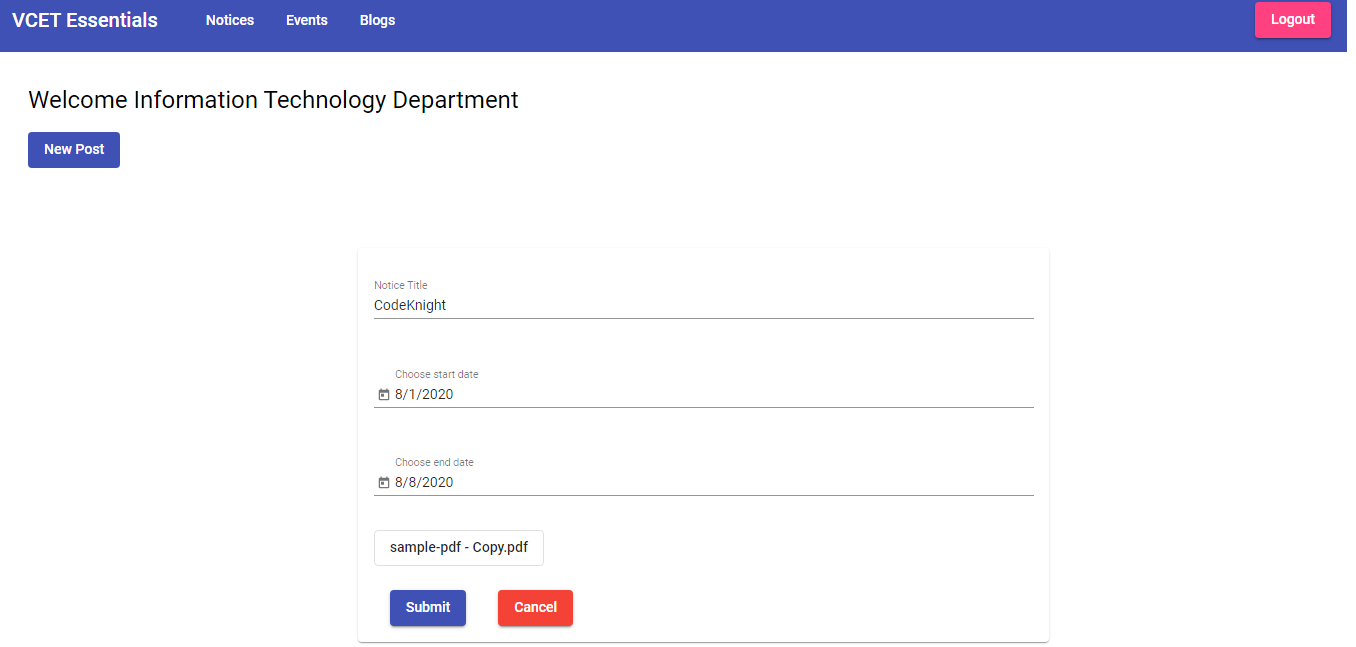 VCET Essentials Notices Events Blogs Logout
Welcome Information Technology Department
New Post
Notice Title
CodeKnight
Choose start date
8/1/2020
Choose end date
8/8/2020
sample-pdf - Copy.pdf
Submit Cancel